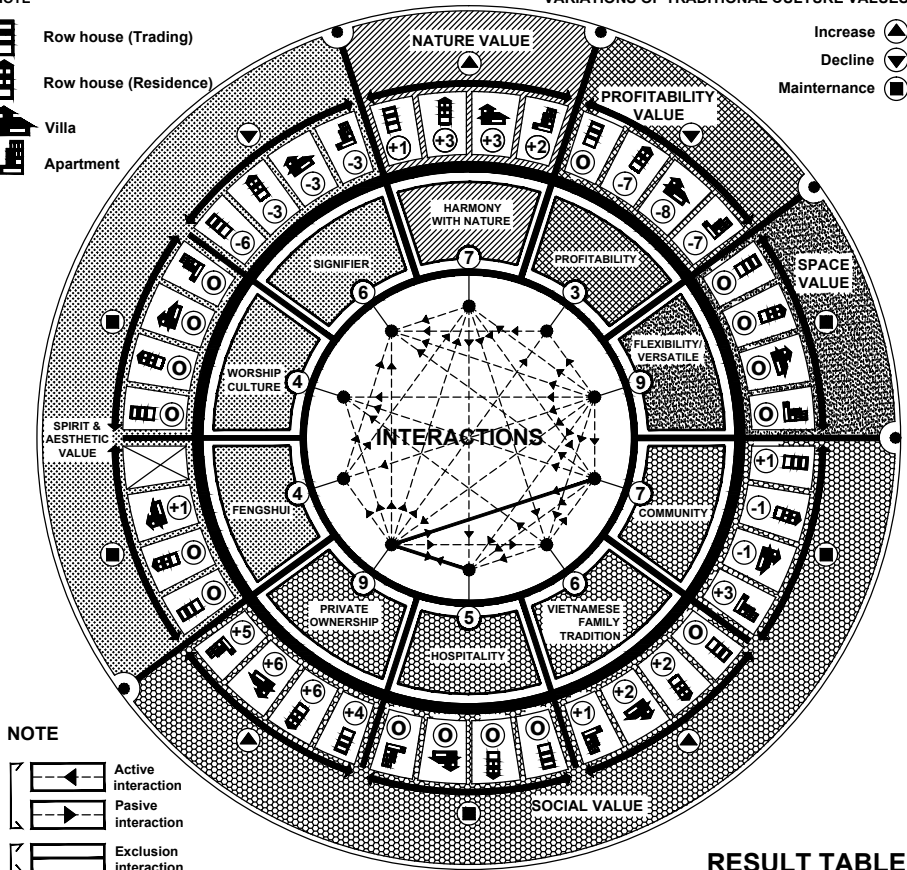 NOTE
VARIATIONS OF TRADITIONAL CULTURE VALUES
Row house (Trading)
Row house (Residence)
Villa
Apartment
Increase
Decline
Mainternance
NATURE VALUE
PROFITABILITY
VALUE
SPACE
VALUE
SOCIAL VALUE
SPIRIT &
AESTHETIC
VALUE
+1
+3
+3
+2
O
-7
-8
-7
O
O
O
O
+1
-1
-1
+3
O
+2
+2
+1
O
O
O
O
+4
+6
+6
+5
O
O
+1
O
O
O
O
-6
-3
-3
-3
HARMONY
WITH NATURE
7
PROFITABILITY
3
FLEXIBILITY/
VERSATILE
9
COMMUNITY
7
VIETNAMESE
FAMILY
TRADITION
6
HOSPITALITY
5
PRIVATE
OWNERSHIP
9
FENGSHUI
4
WORSHIP
CULTURE
4
SIGNIFIER
6
INTERACTIONS
NOTE
Active
interaction
Pasive
interaction
Exclusion
interaction
RESULT TABLE